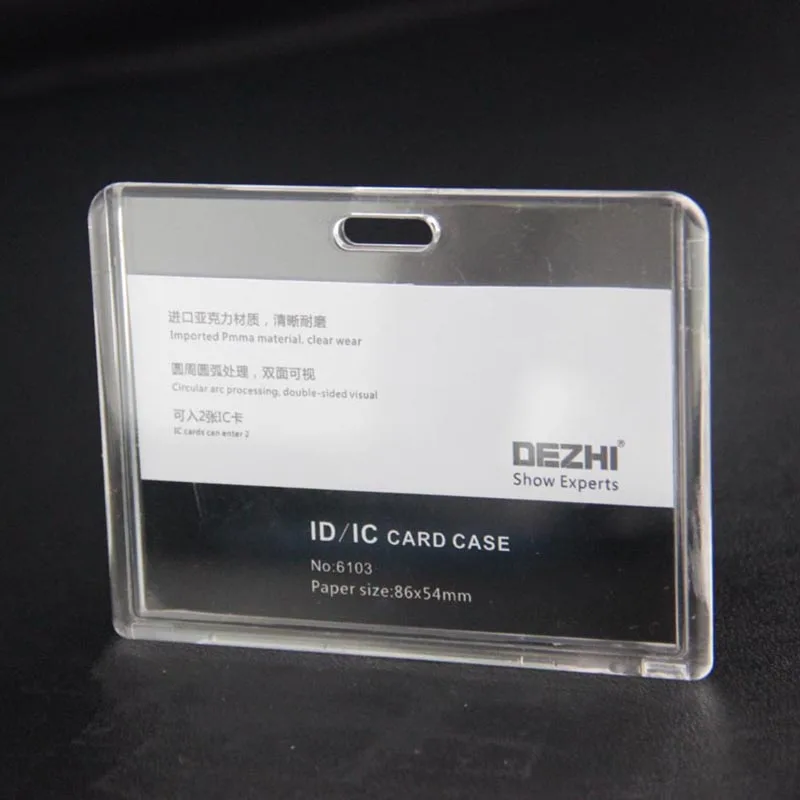 进口亚克力材质，清晰耐磨
Imported Pmma material, clear wear
圆周圆弧处理，双面可视
Circular arc processing, double-sided visual
可入2张IC卡
IC cards can enter 2
DEZHI®
Show Experts
ID/IC CARD CASE
No:6103
Paper size:86x54mm